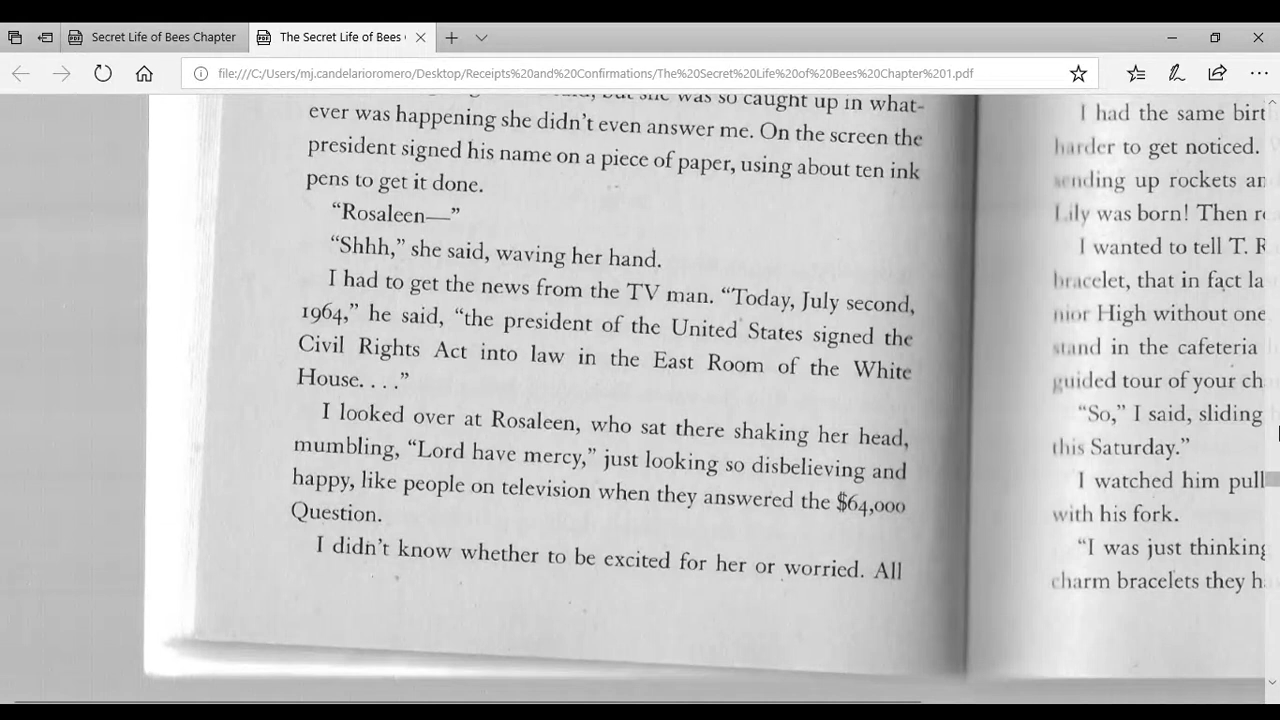 Secret Life of Bees Chapter
The Secret Life of Bees
file:///C:/Users/mj.candelarioromero/Desktop/Receipts%20and%20Confirmations/The%20Secret%20Life%20of%20Bees%20Chapter%201.pdf
but she was so caught up in what-
ever was happening she didn’t even answer me. On the screen the
president signed his name on a piece of paper, using about ten ink
pens to get it done.
“Rosaleen—”
“Shhh,” she said, waving her hand.
I had to get the news from the TV man. “Today, July second,
1964,” he said, “the president of the United States signed the
Civil Rights Act into law in the East Room of the White
House. . . .”
I looked over at Rosaleen, who sat there shaking her head,
mumbling, “Lord have mercy,” just looking so disbelieving and
happy, like people on television when they answered the $64,000
Question.
I didn’t know whether to be excited for her or worried. All
I had the same birt
harder to get noticed.
sending up rockets an
Lily was born! Then r
I wanted to tell T. R
bracelet, that in fact la
nior High without one
stand in the cafeteria
guided tour of your ch
“So,” I said, sliding
this Saturday.”
I watched him pull
with his fork.
“I was just thinking
charm bracelets they h